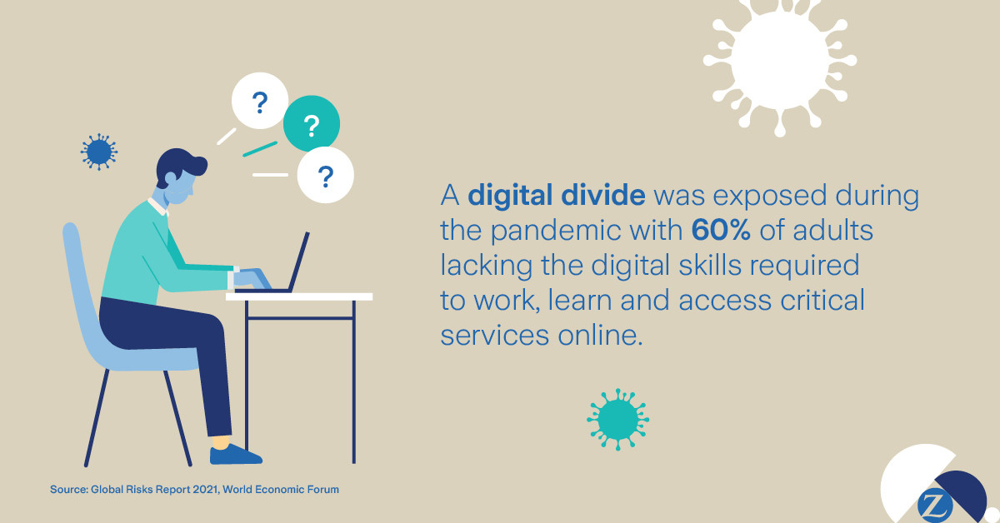 ?
?
?
A digital divide was exposed during
the pandemic with 60% of adults
lacking the digital skills required
to work, learn and access critical
services online.
Source: Global Risks Report 2021, World Economic Forum
Z